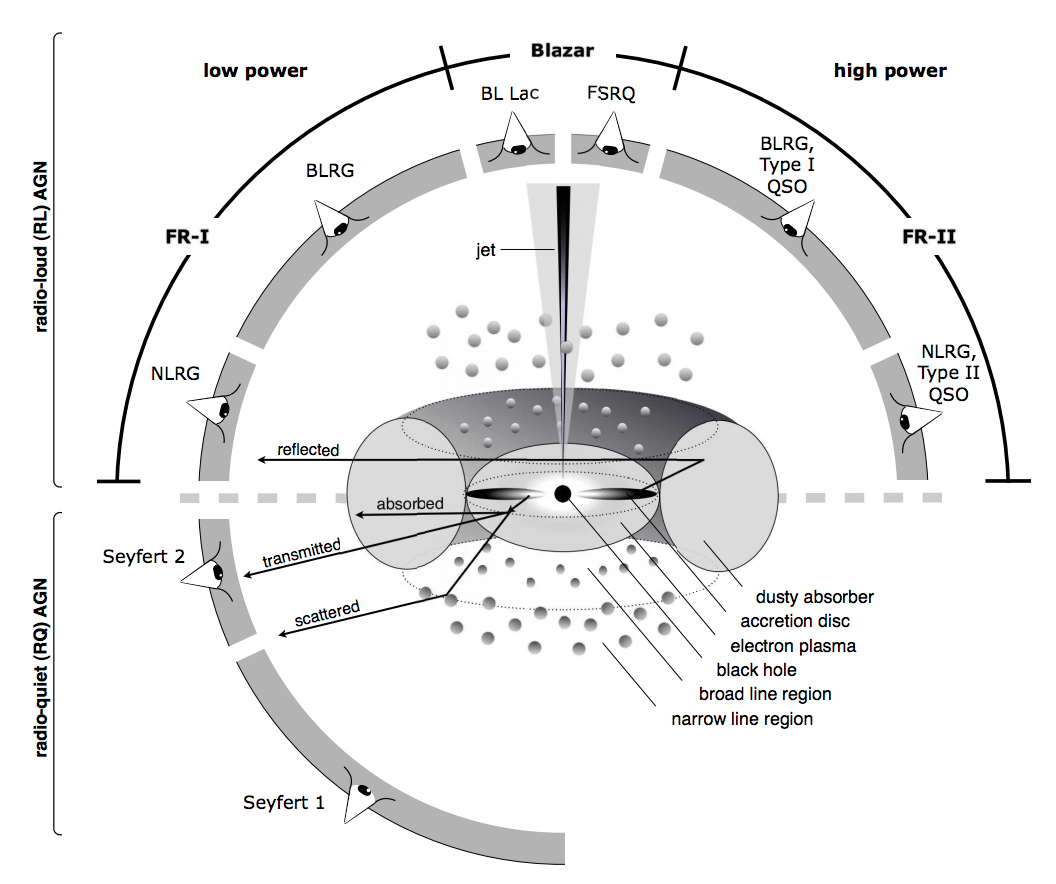 Blazar
low power
high power
BL Lac
FSRQ
BLRG
BLRG,
Type I
QSO
FR-I
FR-II
jet
radio-loud (RL) AGN
NLRG
NLRG,
Type II
QSO
reflected
absorbed
transmitted
scattered
Seyfert 2
radio-quiet (RQ) AGN
dusty absorber
accretion disc
electron plasma
black hole
broad line region
narrow line region
Seyfert 1